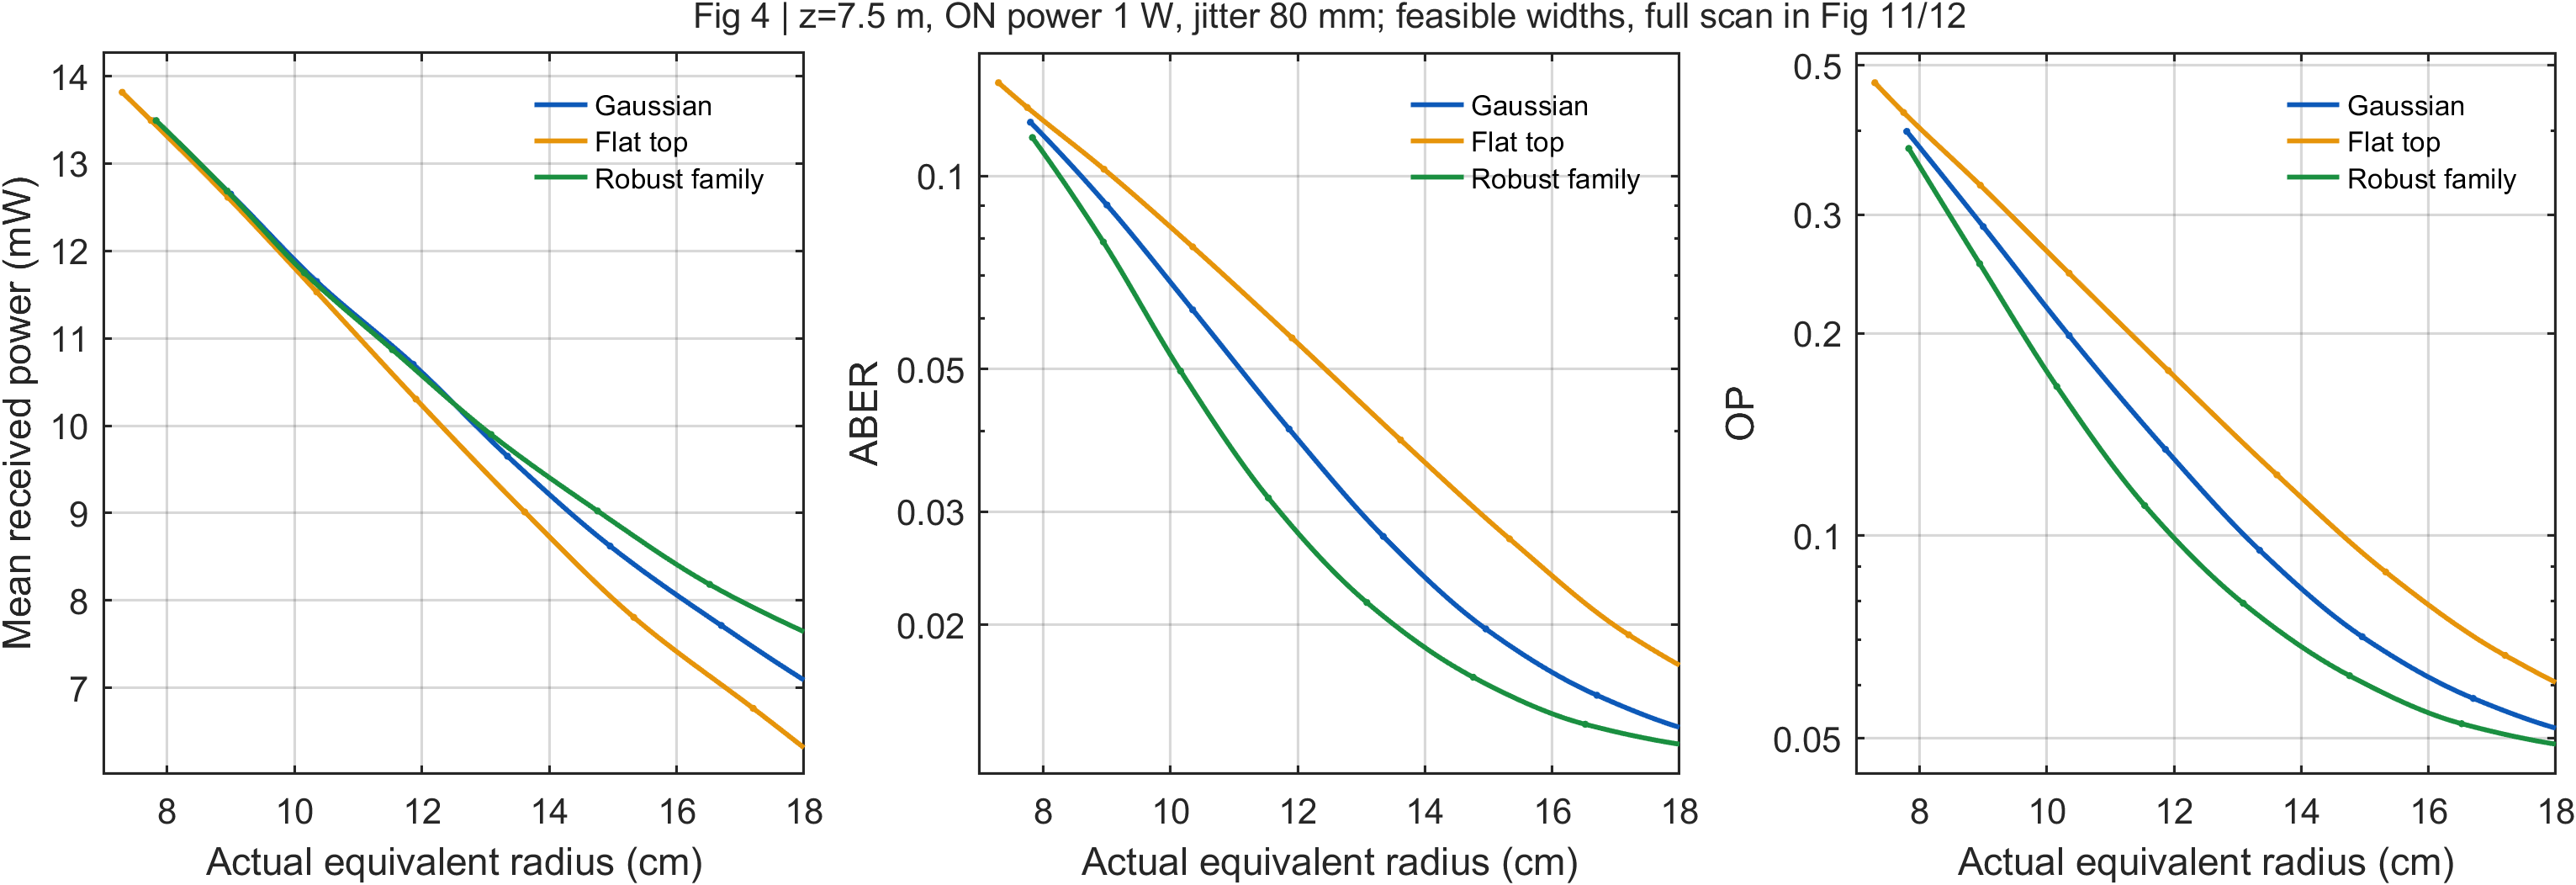 Fig 4 | z=7.5 m, ON power 1 W, jitter 80 mm; feasible widths, full scan in Fig 11/12
Mean received power (mW)
14
13
12
11
10
9
8
7
8 10 12 14 16 18
Actual equivalent radius (cm)
Gaussian
Flat top
Robust family
ABER
0.1
0.05
0.03
0.02
8 10 12 14 16 18
Actual equivalent radius (cm)
Gaussian
Flat top
Robust family
OP
0.5
0.3
0.2
0.1
0.05
8 10 12 14 16 18
Actual equivalent radius (cm)
Gaussian
Flat top
Robust family